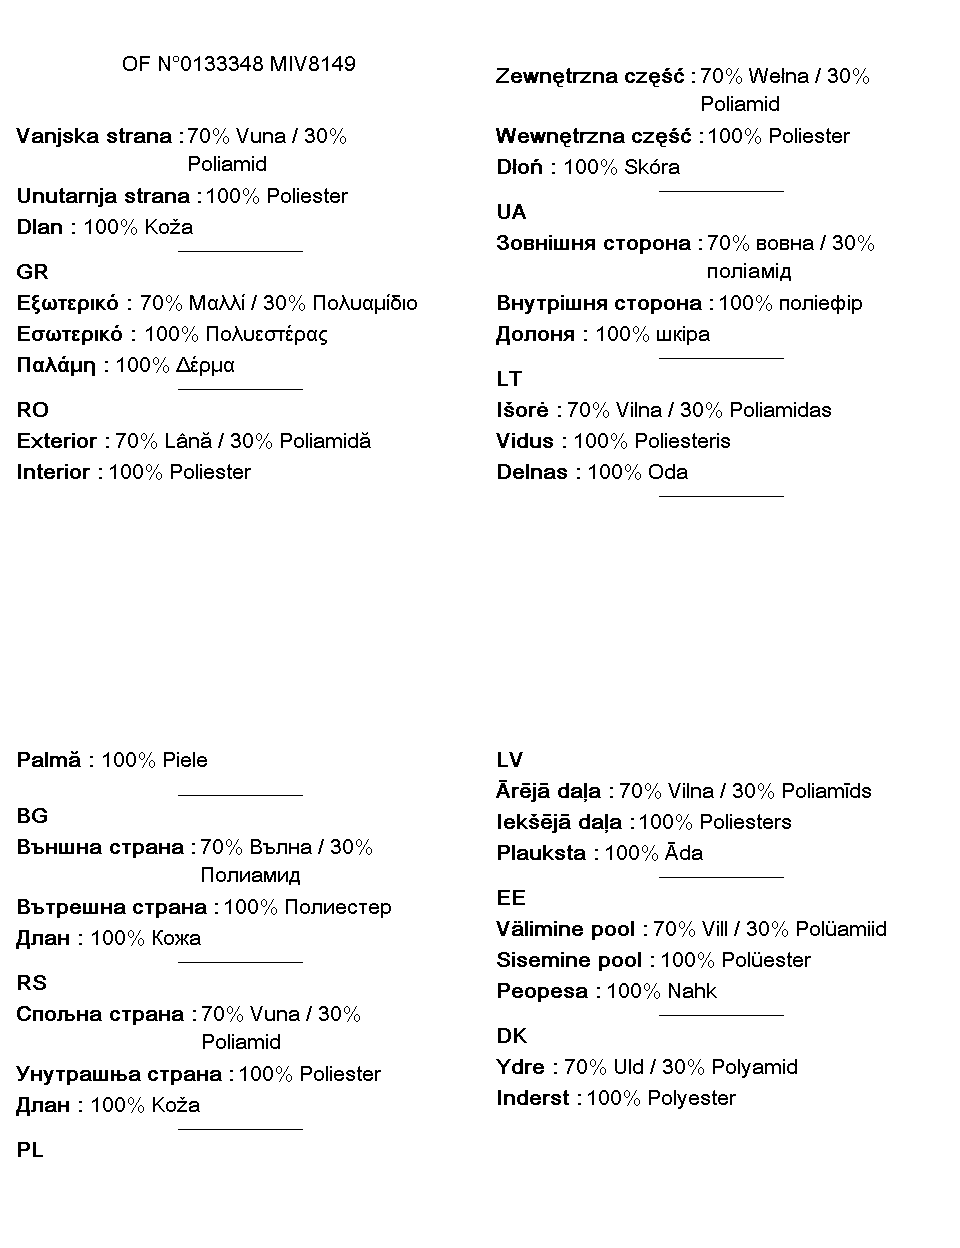 OF N°0133348 MIV8149
Vanjska strana : 70% Vuna / 30%
Poliamid
Unutarnja strana : 100% Poliester
Dlan : 100% Koža
GR
Εξωτερικό : 70% Μαλλί / 30% Πολυαμίδιο
Εσωτερικό : 100% Πολυεστέρας
Παλάμη : 100% Δέρμα
RO
Exterior : 70% Lână / 30% Poliamidă
Interior : 100% Poliester
Zewnętrzna część : 70% Wełna / 30%
Poliamid
Wewnętrzna część : 100% Poliester
Dłoń : 100% Skóra
UA
Зовнішня сторона : 70% вовна / 30%
поліамід
Внутрішня сторона : 100% поліефір
Долоня : 100% шкіра
LT
Išorė : 70% Vilna / 30% Poliamidas
Vidus : 100% Poliesteris
Delnas : 100% Oda
Palmă : 100% Piele
BG
Външна страна : 70% Вълна / 30%
Полиамид
Вътрешна страна : 100% Полиестер
Длан : 100% Кожа
RS
Спољна страна : 70% Vuna / 30%
Poliamid
Унутрашња страна : 100% Poliester
Длан : 100% Koža
PL
LV
Ārējā daļa : 70% Vilna / 30% Poliamīds
Iekšējā daļa : 100% Poliesters
Plauksta : 100% Āda
EE
Välimine pool : 70% Vill / 30% Polüamiid
Sisemine pool : 100% Polüester
Peopesa : 100% Nahk
DK
Ydre : 70% Uld / 30% Polyamid
Inderst : 100% Polyester